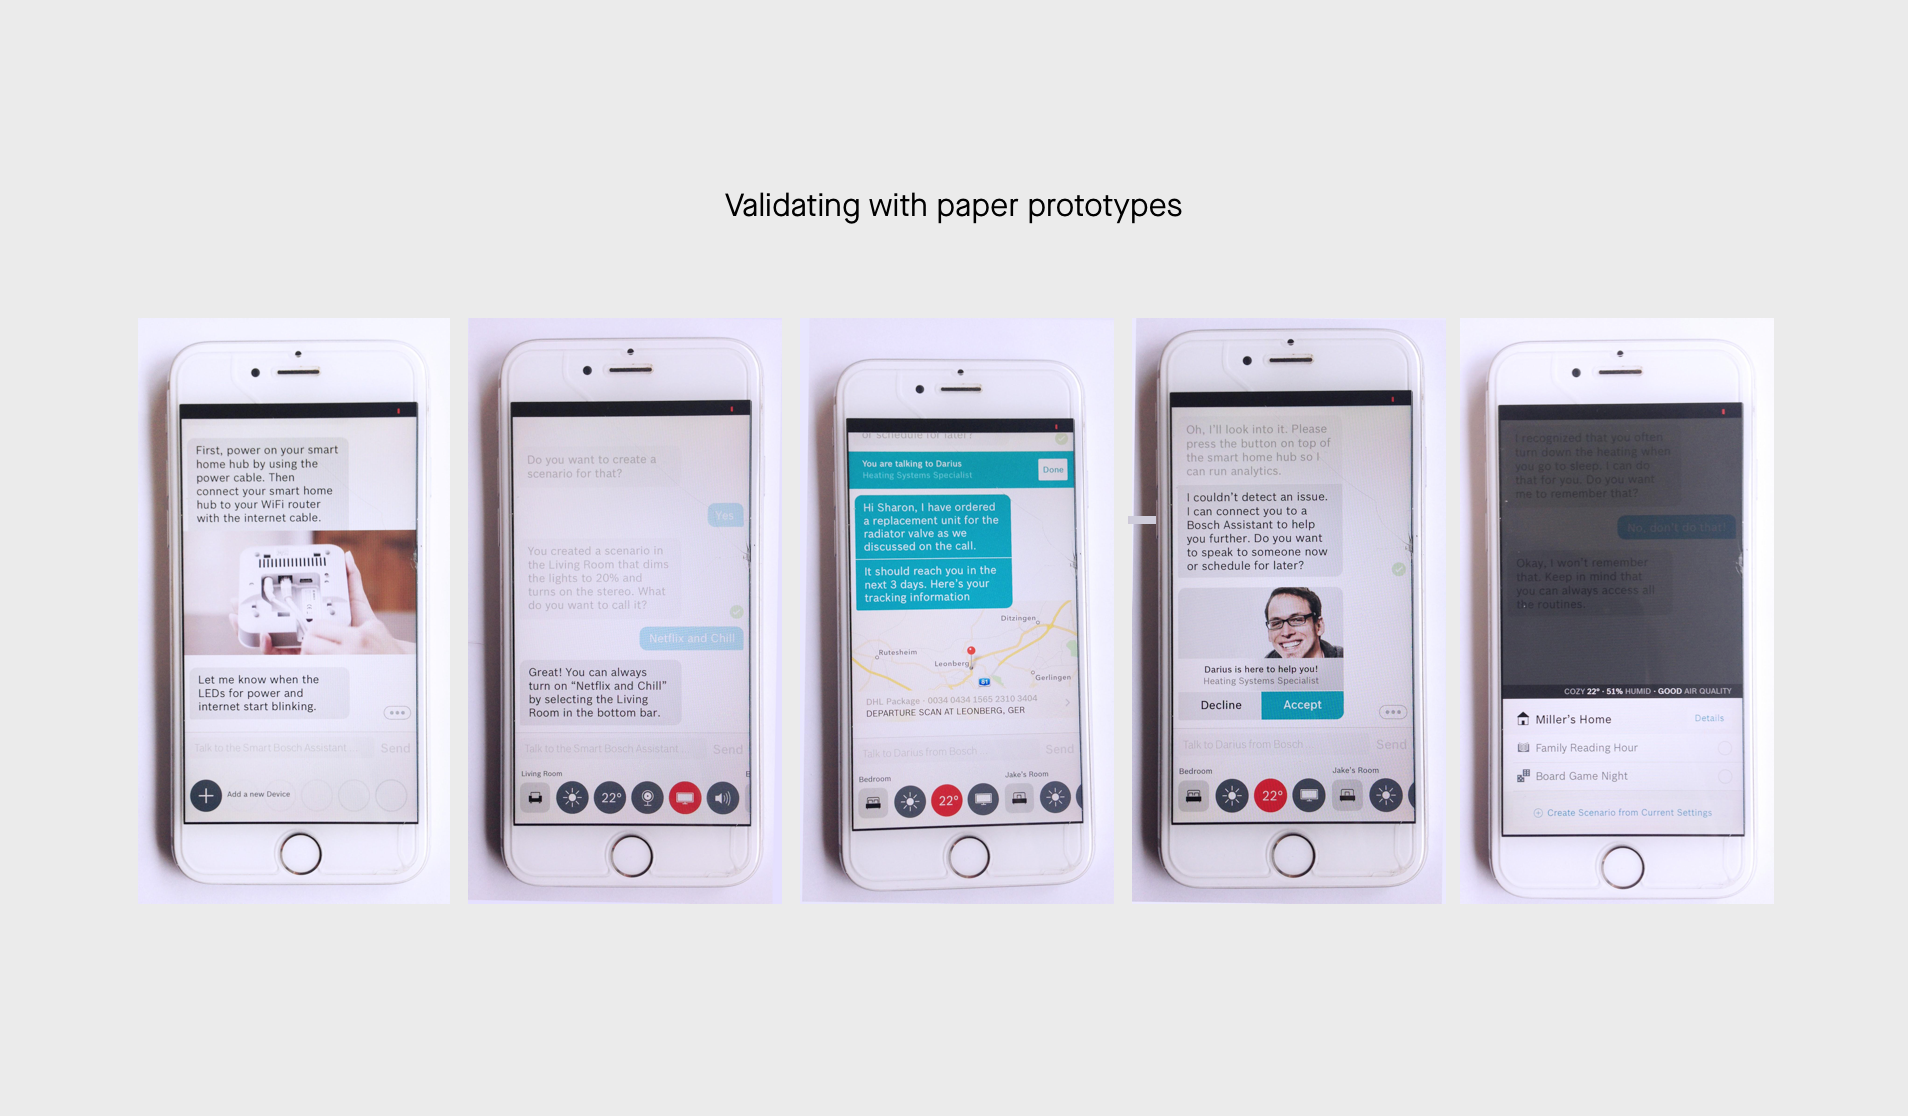 Validating with paper prototypes
First, power on your smart
home hub by using the
power cable. Then
connect your smart home
hub to your WiFi router
with the internet cable.
Let me know when the
LEDs for power and
internet start blinking.
Talk to the Smart Bosch Assistant ... Send
Add a new Device
Do you want to create a
scenario for that?
Yes
You created a scenario in
the Living Room that dims
the lights to 20% and
turns on the stereo. What
do you want to call it?
Netflix and Chill
Great! You can always
turn on “Netflix and Chill”
by selecting the Living
Room in the bottom bar.
Talk to the Smart Bosch Assistant ... Send
Living Room B
22°
or schedule for later?
You are talking to Darius
Heating Systems Specialist
Done
Hi Sharon, I have ordered
a replacement unit for the
radiator valve as we
discussed on the call.
It should reach you in the
next 3 days. Here's your
tracking information
Ditzingen
Rutesheim
Leonberg
Gerlingen
81
DHL Package - 0034 0434 1565 2310 3404
DEPARTURE SCAN AT LEONBERG, GER
Talk to Darius from Bosch ... Send
Bedroom Jake's Room
22°
Oh, I'll look into it. Please
press the button on top of
the smart home hub so I
can run analytics.
I couldn't detect an issue.
I can connect you to a
Bosch Assistant to help
you further. Do you want
to speak to someone now
or schedule for later?
Darius is here to help you!
Heating Systems Specialist
Decline Accept
Talk to Darius from Bosch ... Send
Bedroom Jake's Room
22°
I recognized that you often
turn down the heating when
you go to sleep. I can do
that for you. Do you want
me to remember that?
No, don't do that!
Okay, I won't remember
that. Keep in mind that
you can always access all
the routines.
COZY 22° · 51% HUMID · GOOD AIR QUALITY
Miller's Home Details
Family Reading Hour
Board Game Night
Create Scenario from Current Settings